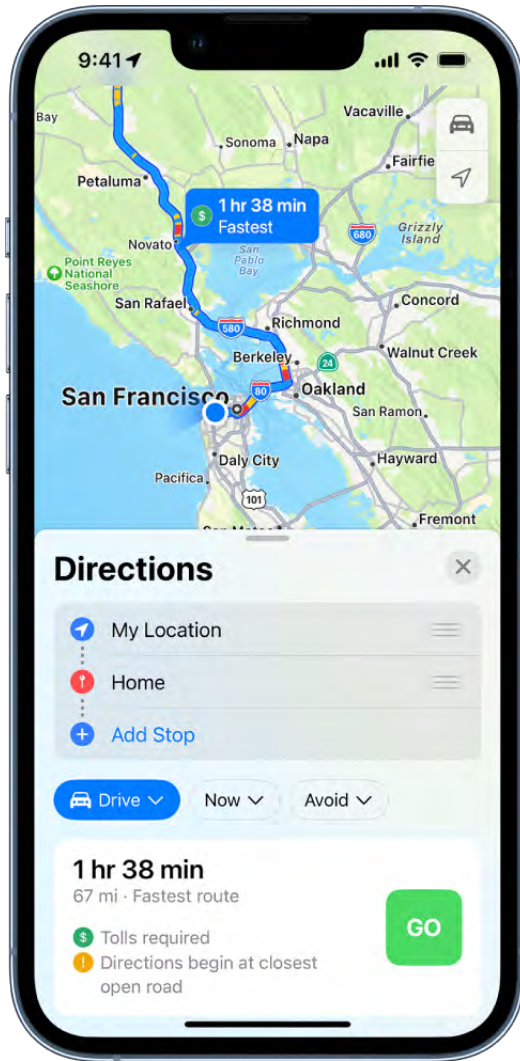 9:41
Bay
Vacaville
Sonoma
Napa
Fairfie
Petaluma
$ 1 hr 38 min
Fastest
680
Grizzly
Island
Novato
San
Pablo
Bay
Point Reyes
National
Seashore
San Rafael
580
Richmond
Concord
Berkeley
24
Walnut Creek
San Francisco
80
Oakland
San Ramon
Daly City
Hayward
Pacifica
101
Fremont
San Mateo
Directions
My Location
Home
Add Stop
Drive
Now
Avoid
1 hr 38 min
67 mi · Fastest route
$ Tolls required
! Directions begin at closest
open road
GO